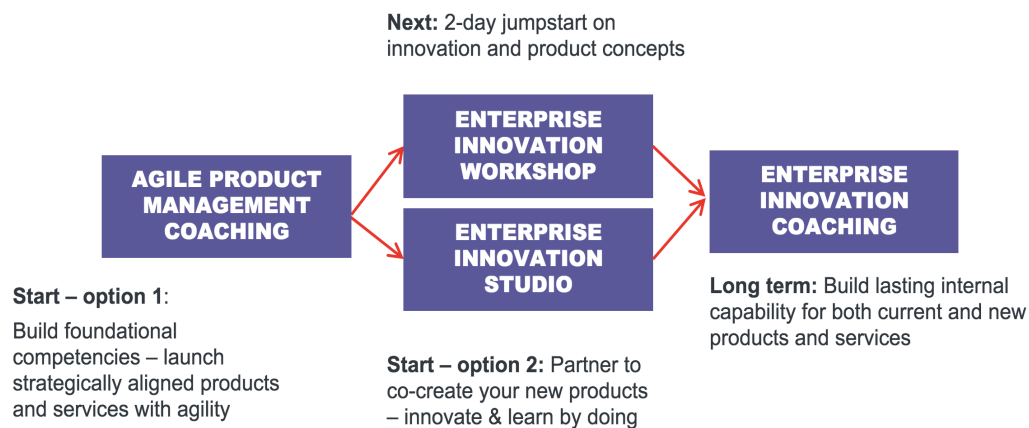 Next: 2-day jumpstart on
innovation and product concepts
AGILE PRODUCT
MANAGEMENT
COACHING
Start – option 1:
Build foundational
competencies – launch
strategically aligned products
and services with agility
ENTERPRISE
INNOVATION
WORKSHOP
ENTERPRISE
INNOVATION
STUDIO
Start – option 2: Partner to
co-create your new products
– innovate & learn by doing
ENTERPRISE
INNOVATION
COACHING
Long term: Build lasting internal
capability for both current and new
products and services